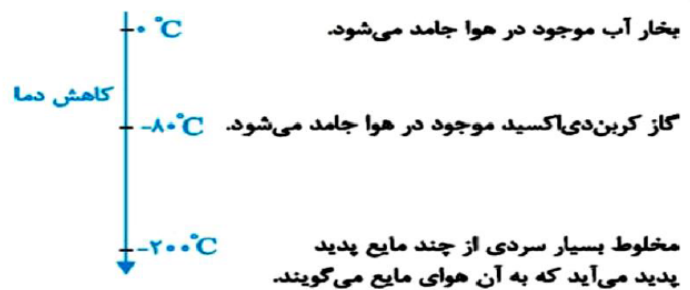 ۰°C بخار آب موجود در هوا جامد می‌شود.
کاهش دما
-۸۰°C گاز کربن‌دی‌اکسید موجود در هوا جامد می‌شود.
-۲۰۰°C مخلوط بسیار سردی از چند مایع پدید
پدید می‌آید که به آن هوای مایع می‌گویند.